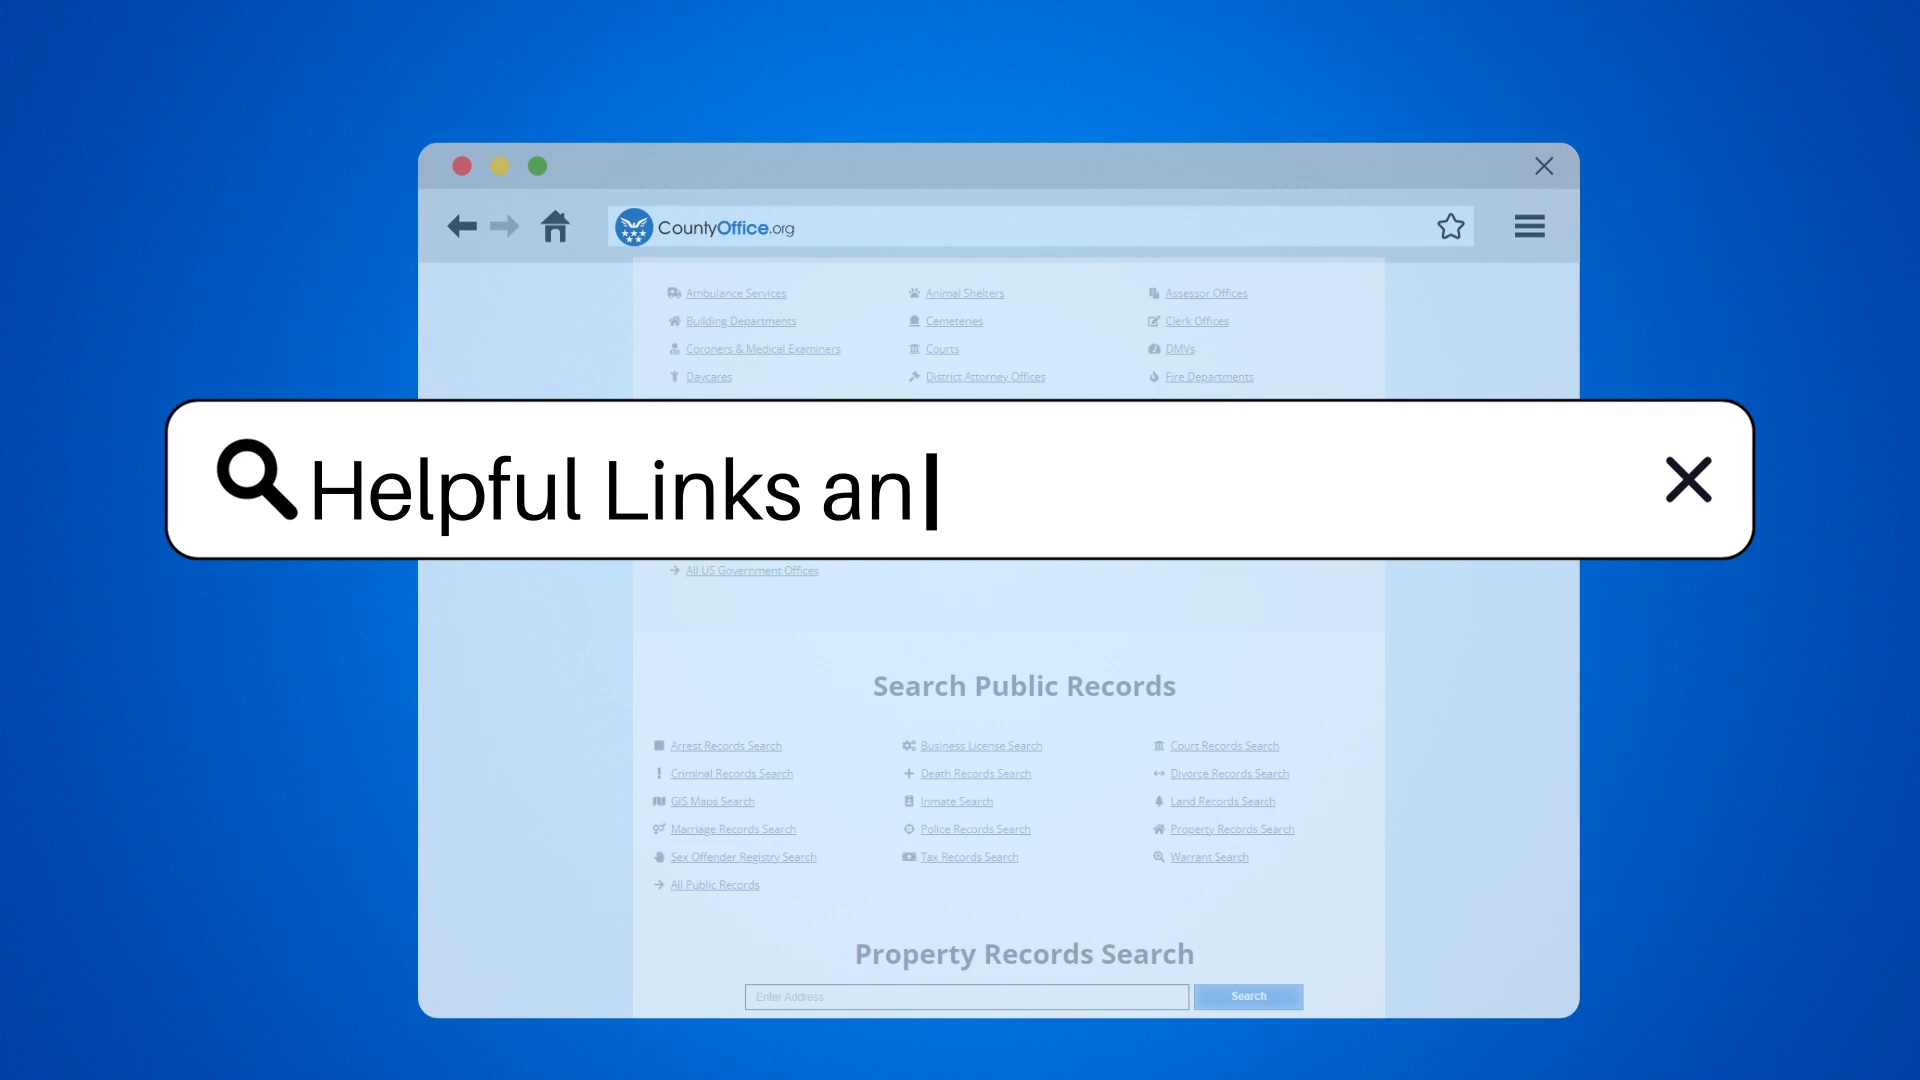 CountyOffice.org
Ambulance Services Animal Shelters Assessor Offices
Building Departments Cemeteries Clerk Offices
Coroners & Medical Examiners Courts DMVs
Daycares District Attorney Offices Fire Departments
Helpful Links an
All US Government Offices
Search Public Records
Arrest Records Search Business License Search Court Records Search
Criminal Records Search Death Records Search Divorce Records Search
GIS Maps Search Inmate Search Land Records Search
Marriage Records Search Police Records Search Property Records Search
Sex Offender Registry Search Tax Records Search Warrant Search
All Public Records
Property Records Search
Enter Address Search